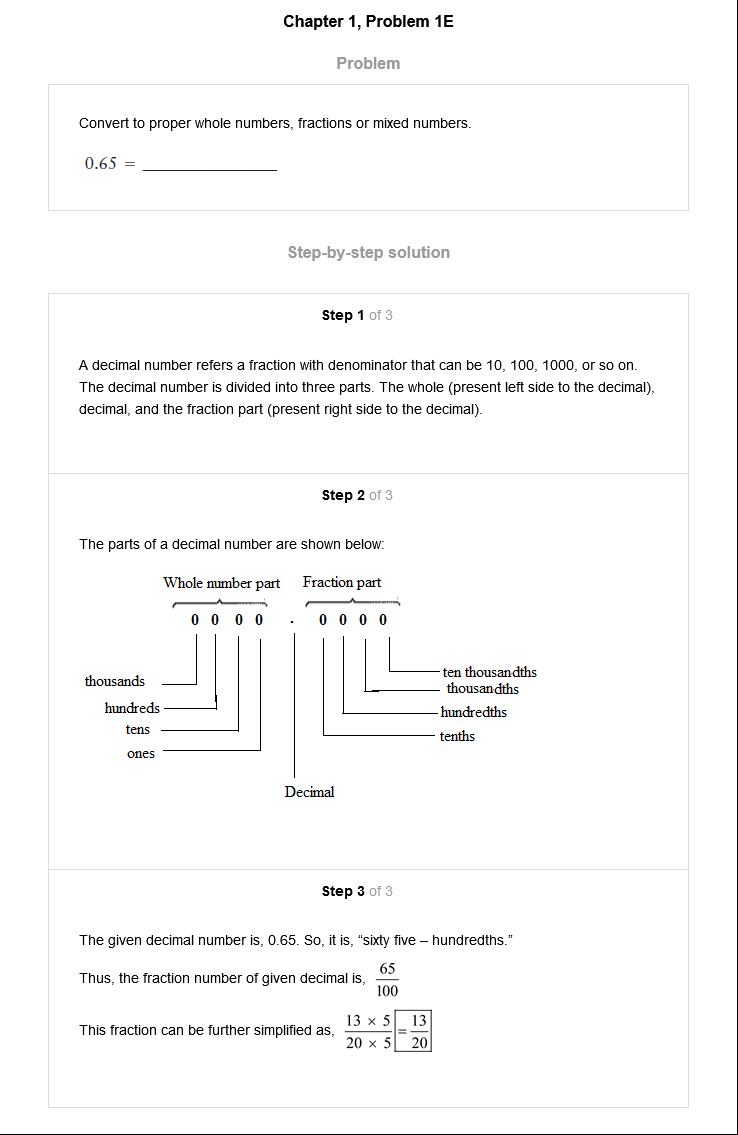 Chapter 1, Problem 1E
Problem
Convert to proper whole numbers, fractions or mixed numbers.
0.65 = ________________
Step-by-step solution
Step 1 of 3
A decimal number refers a fraction with denominator that can be 10, 100, 1000, or so on.
The decimal number is divided into three parts. The whole (present left side to the decimal),
decimal, and the fraction part (present right side to the decimal).
Step 2 of 3
The parts of a decimal number are shown below:
Whole number part Fraction part
0 0 0 0 . 0 0 0 0
thousands
hundreds
tens
ones
ten thousandths
thousandths
hundredths
tenths
Decimal
Step 3 of 3
The given decimal number is, 0.65. So, it is, “sixty five – hundredths.”
Thus, the fraction number of given decimal is, 65/100
This fraction can be further simplified as, 13 × 5/20 × 5 = 13/20